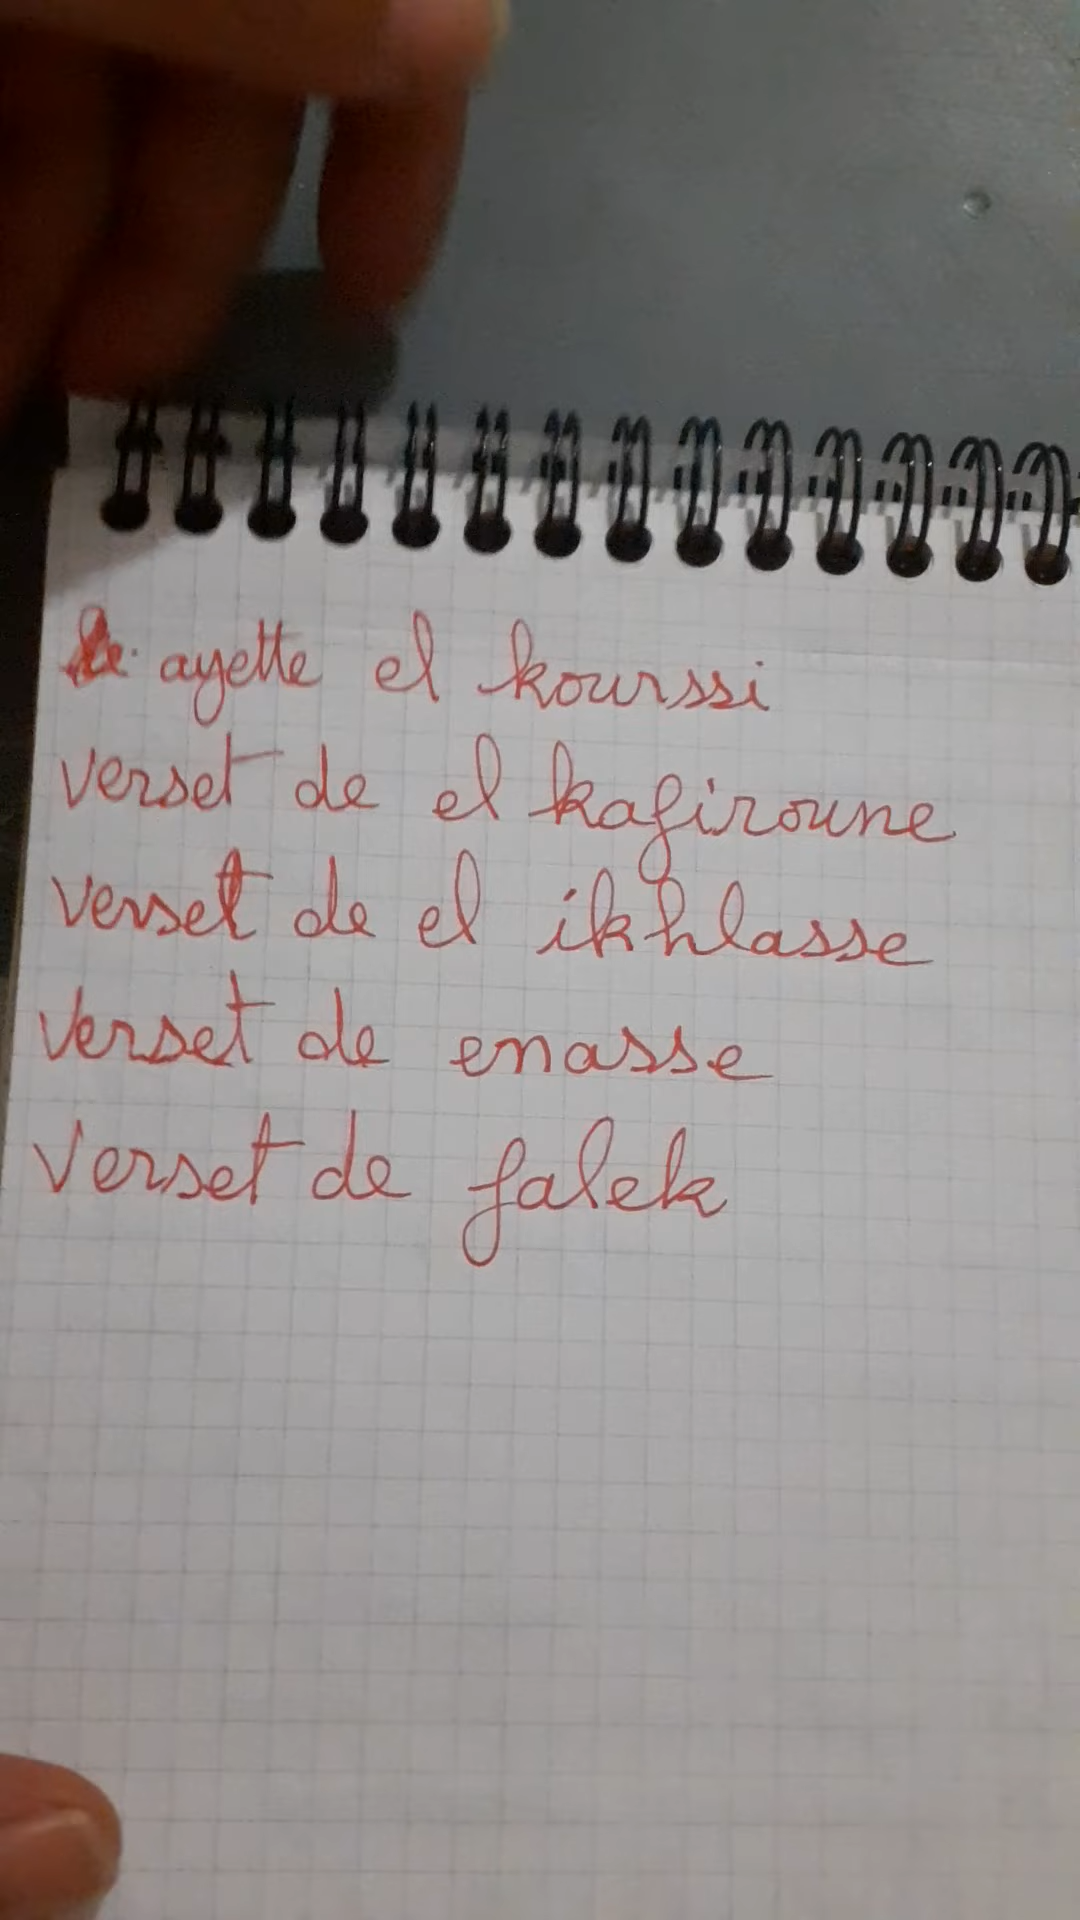 ayette el kourssi
verset de el kafiroune
verset de el ikhlasse
verset de enasse
verset de falek